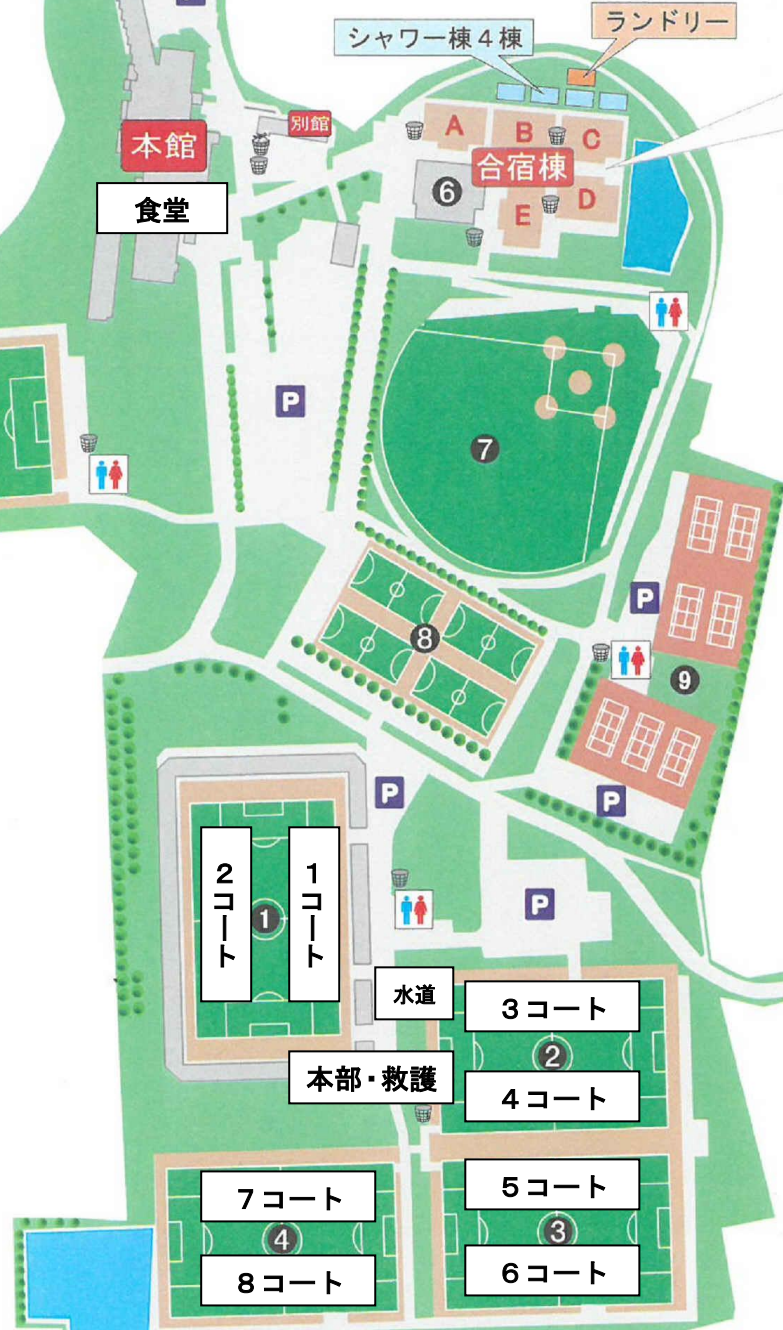 ランドリー
シャワー棟4棟
A
B
C
別館
本館
合宿棟
6
D
E
食堂
P
7
P
8
9
P
P
2コート
1コート
1
P
水道
3コート
2
本部・救護
4コート
7コート
5コート
4
3
8コート
6コート